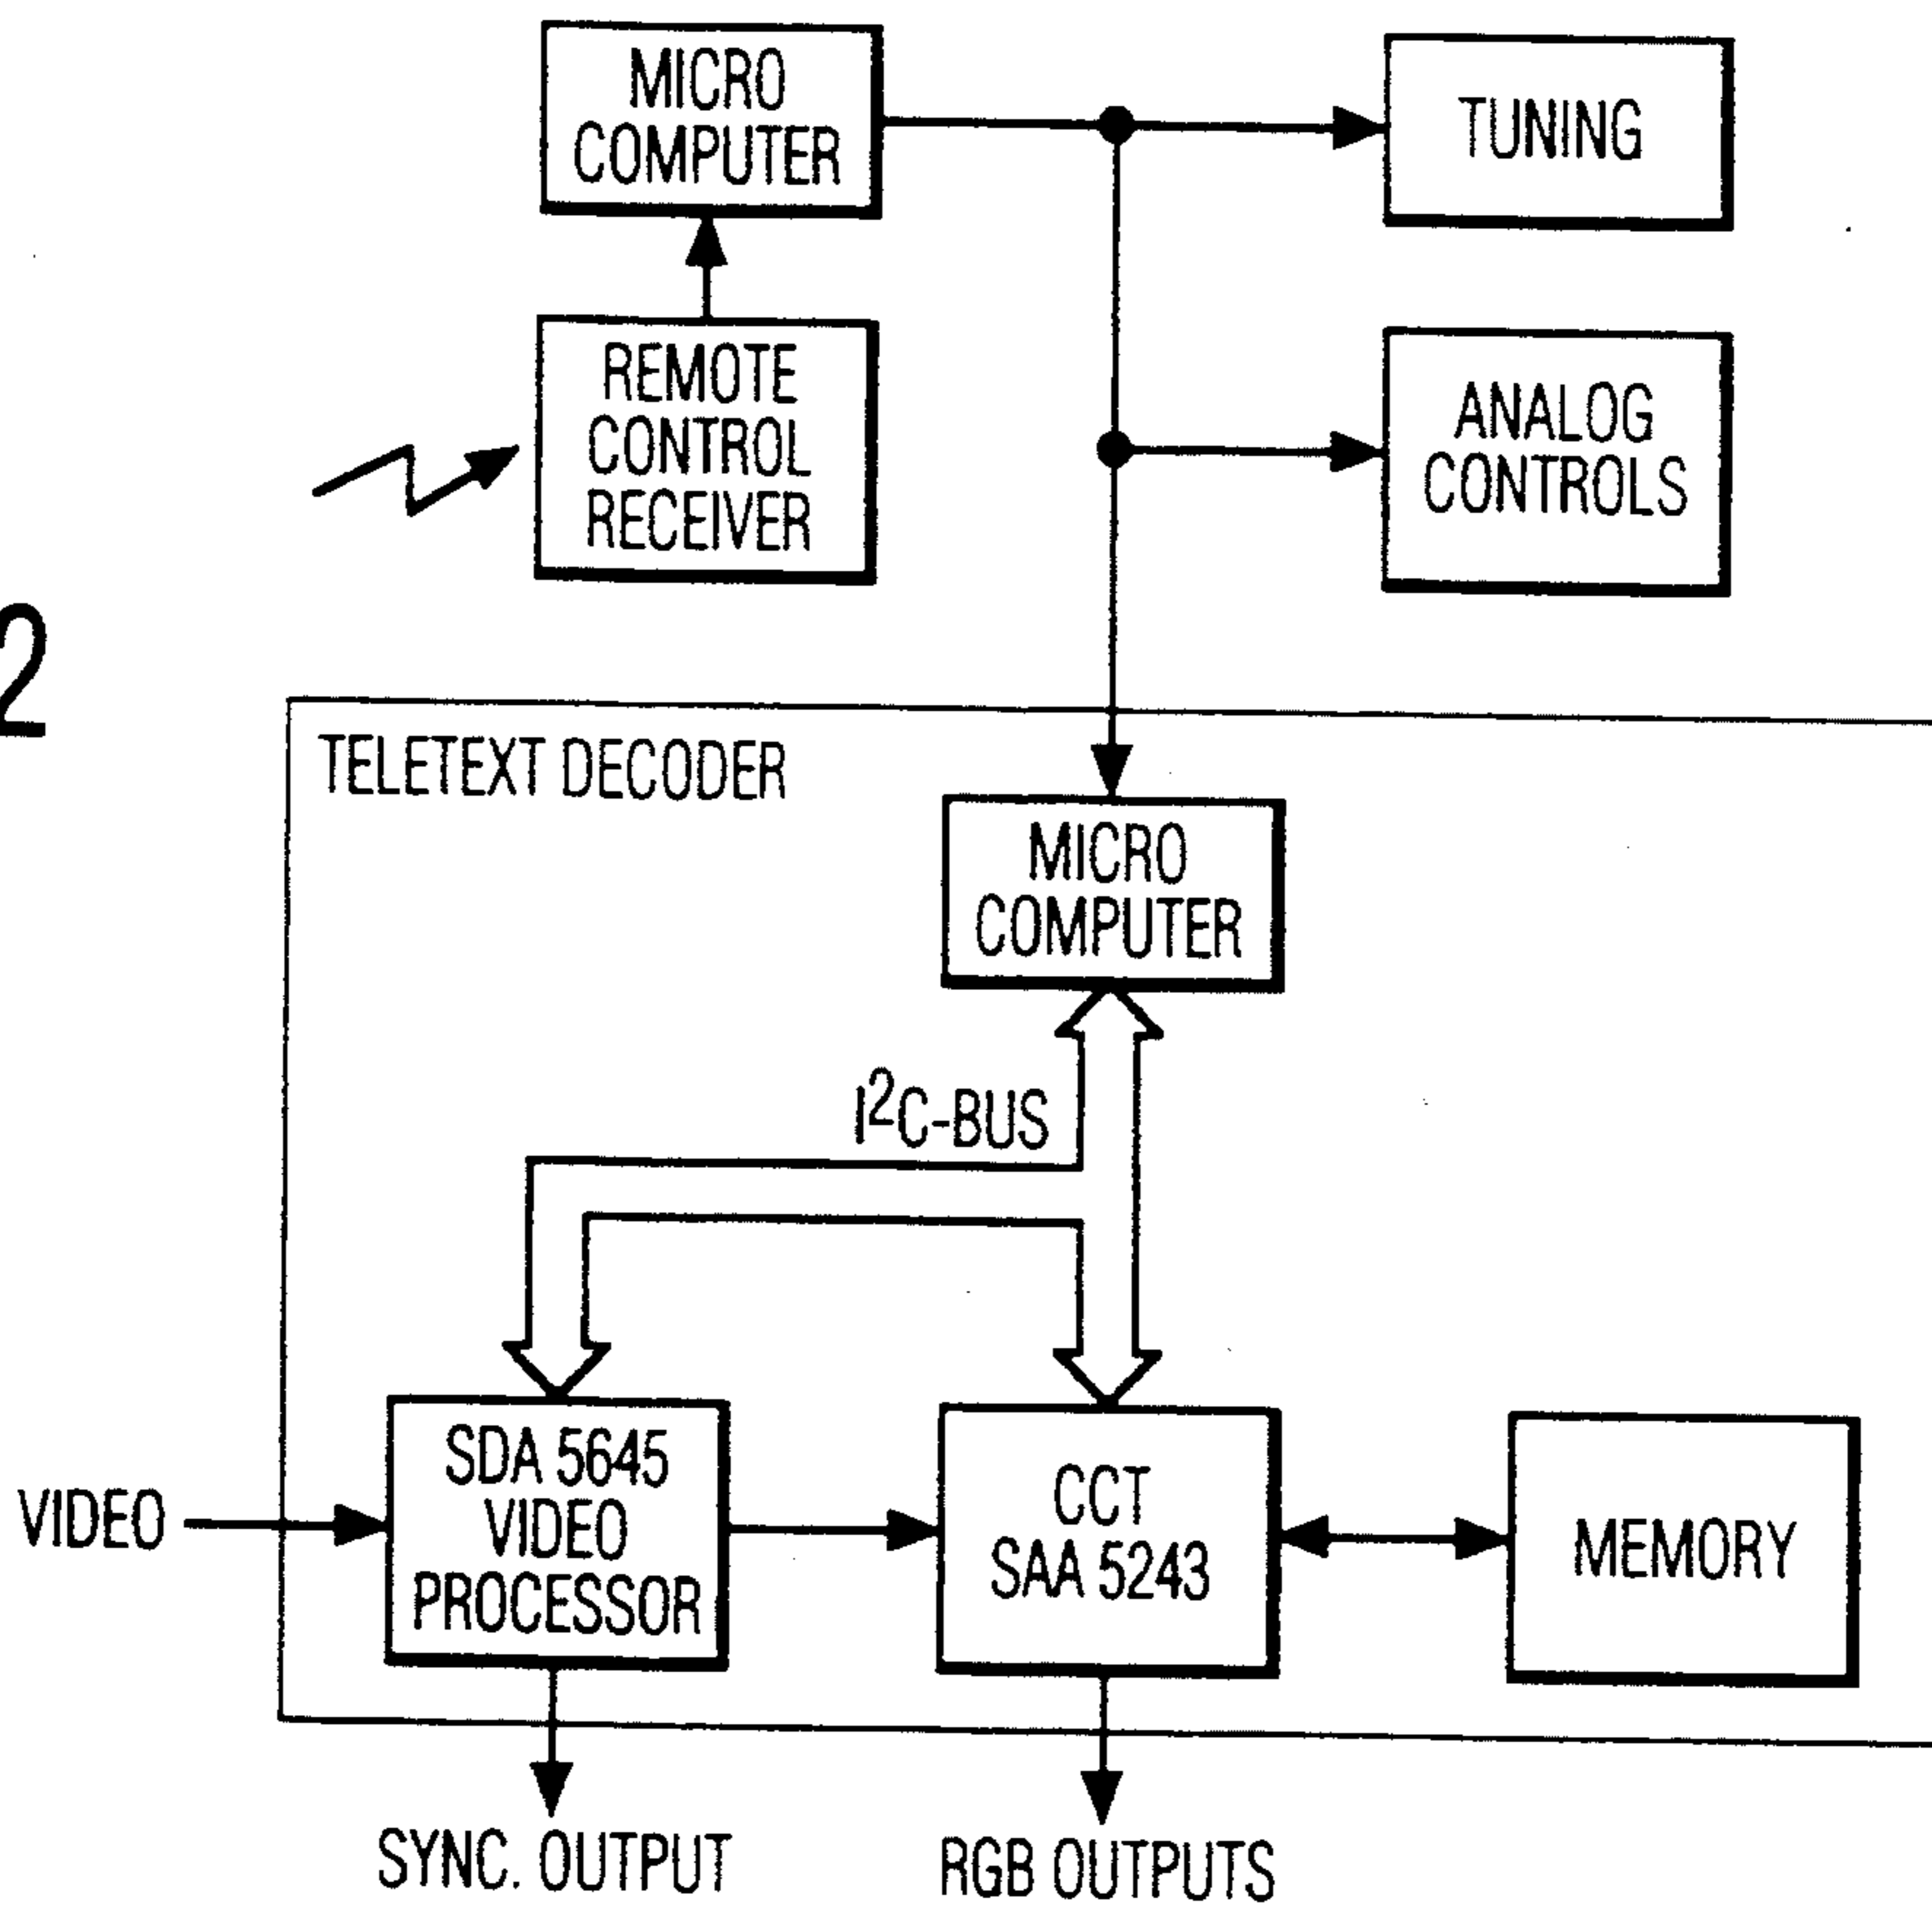 MICRO
COMPUTER
TUNING
REMOTE
CONTROL
RECEIVER
ANALOG
CONTROLS
2
TELETEXT DECODER
MICRO
COMPUTER
I²C-BUS
SDA 5645
VIDEO
PROCESSOR
CCT
SAA 5243
MEMORY
VIDEO
SYNC. OUTPUT
RGB OUTPUTS